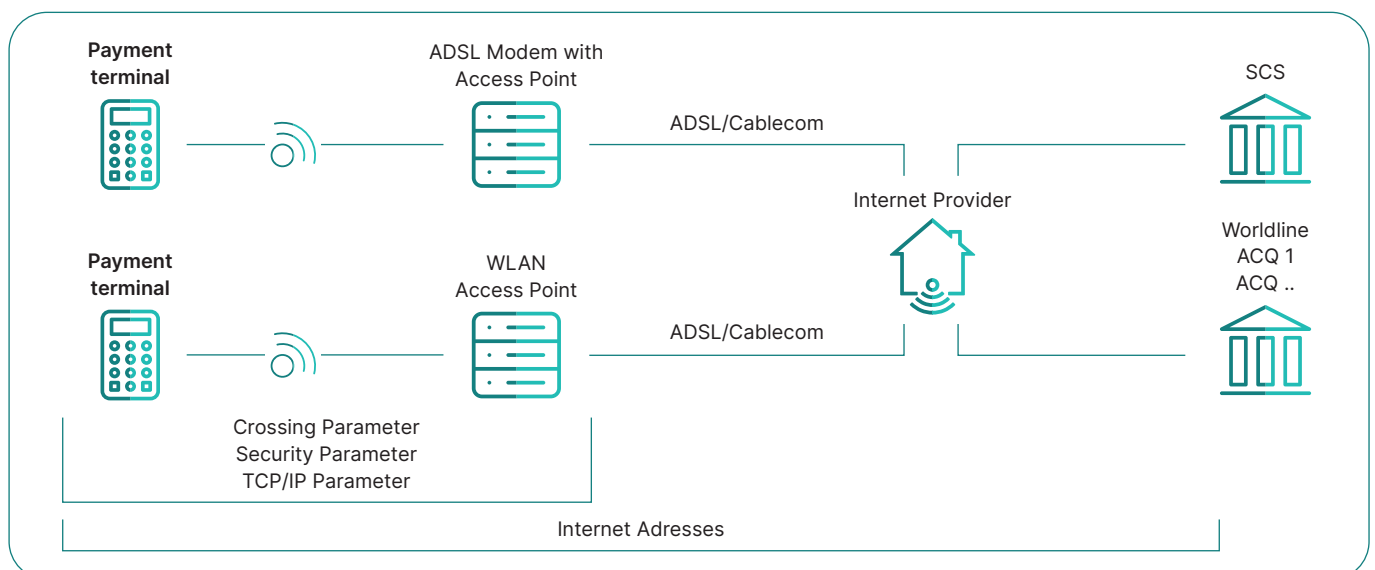 Payment
terminal
ADSL Modem with
Access Point
ADSL/Cablecom
SCS
Internet Provider
Payment
terminal
WLAN
Access Point
ADSL/Cablecom
Worldline
ACQ 1
ACQ ..
Crossing Parameter
Security Parameter
TCP/IP Parameter
Internet Adresses